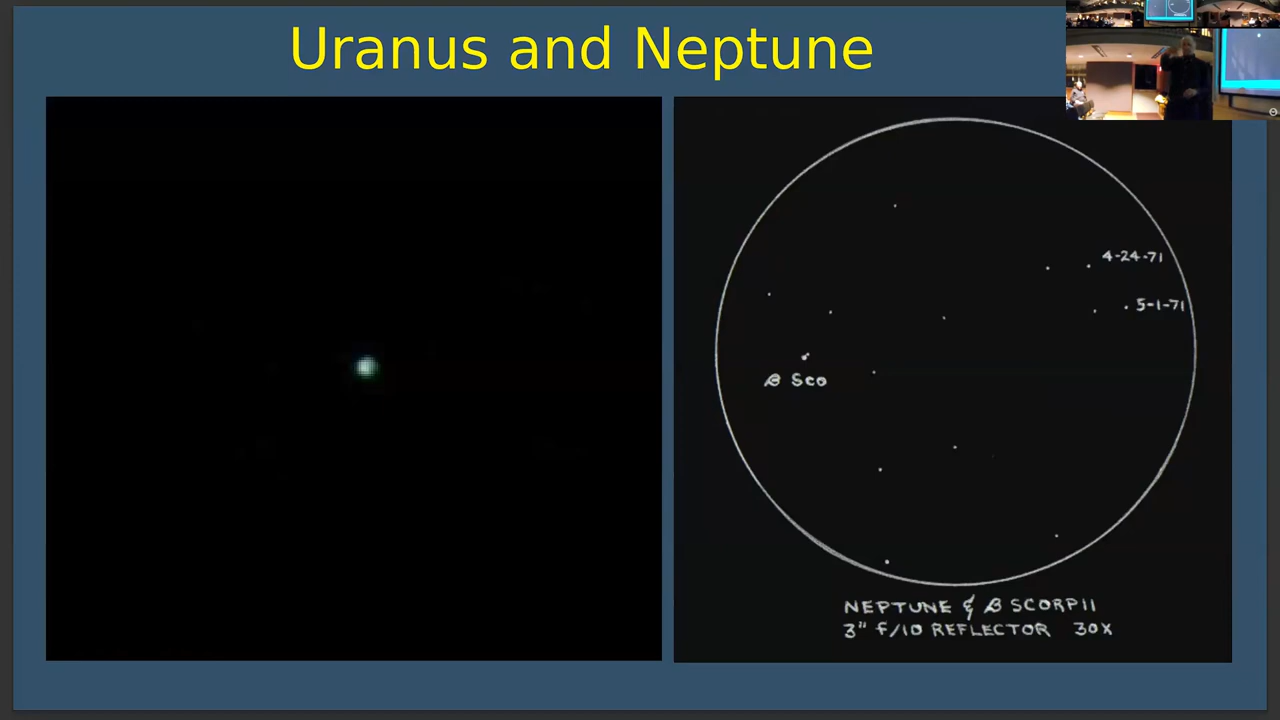 Uranus and Neptune
4-24-71
5-1-71
β Sco
NEPTUNE & β SCORPII
3" f/10 REFLECTOR 30X